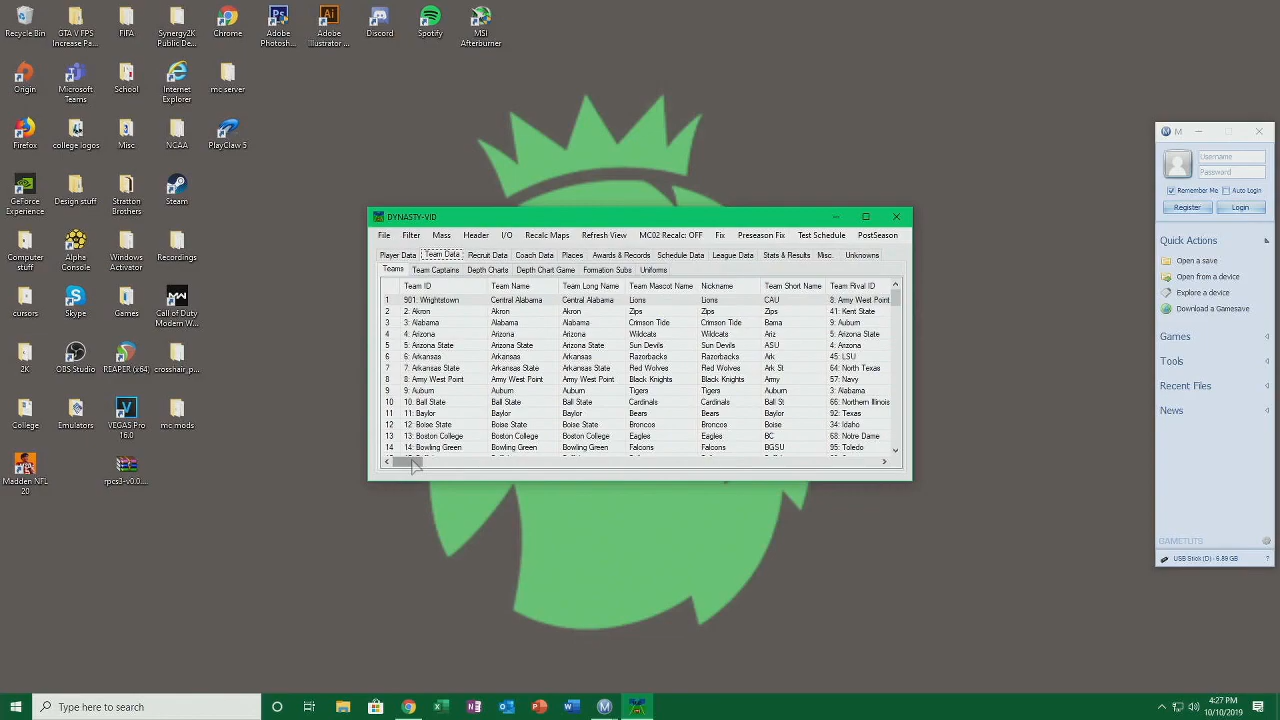 Recycle Bin
GTA V FPS
Increase Pa...
FIFA
Synergy2K
Public De...
Chrome
Adobe
Photosh...
Adobe
Illustrator ...
Discord
Spotify
MSI
Afterburner
Origin
Microsoft
Teams
School
Internet
Explorer
mc server
Firefox
college logos
Misc.
NCAA
PlayClaw 5
GeForce
Experience
Design stuff
Stratton
Brothers
Steam
Computer
stuff
Alpha
Console
Windows
Activator
Recordings
cursors
Skype
Games
Call of Duty
Modern W...
2K
OBS Studio
REAPER (x64)
crosshair_p...
College
Emulators
VEGAS Pro
16.0
mc mods
Madden NFL
20
rpcs3-v0.0....
DYNASTY-VID
File Filter Mass Header I/O Recalc Maps Refresh View MC02 Recalc: OFF Fix Preseason Fix Test Schedule PostSeason
Player Data Team Data Recruit Data Coach Data Places Awards & Records Schedule Data League Data Stats & Results Misc. Unknowns
Teams Team Captains Depth Charts Depth Chart Game Formation Subs Uniforms
Team ID Team Name Team Long Name Team Mascot Name Nickname Team Short Name Team Rival ID
1 901: Wrightstown Central Alabama Central Alabama Lions Lions CAU 8: Army West Point
2 2: Akron Akron Akron Zips Zips Zips 41: Kent State
3 3: Alabama Alabama Alabama Crimson Tide Crimson Tide Bama 9: Auburn
4 4: Arizona Arizona Arizona Wildcats Wildcats Ariz 5: Arizona State
5 5: Arizona State Arizona State Arizona State Sun Devils Sun Devils ASU 4: Arizona
6 6: Arkansas Arkansas Arkansas Razorbacks Razorbacks Ark 45: LSU
7 7: Arkansas State Arkansas State Arkansas State Red Wolves Red Wolves Ark St 64: North Texas
8 8: Army West Point Army West Point Army West Point Black Knights Black Knights Army 57: Navy
9 9: Auburn Auburn Auburn Tigers Tigers Auburn 3: Alabama
10 10: Ball State Ball State Ball State Cardinals Cardinals Ball St 66: Northern Illinois
11 11: Baylor Baylor Baylor Bears Bears Baylor 92: Texas
12 12: Boise State Boise State Boise State Broncos Broncos Boise 34: Idaho
13 13: Boston College Boston College Boston College Eagles Eagles BC 68: Notre Dame
14 14: Bowling Green Bowling Green Bowling Green Falcons Falcons BGSU 95: Toledo
M
Username
Password
Remember Me Auto Login
Register Login
Quick Actions
Open a save
Open from a device
Explore a device
Download a Gamesave
Games
Tools
Recent Files
News
GAMETUTS
USB Stick (D) - 6.89 GB ?
Type here to search
4:27 PM
10/10/2019